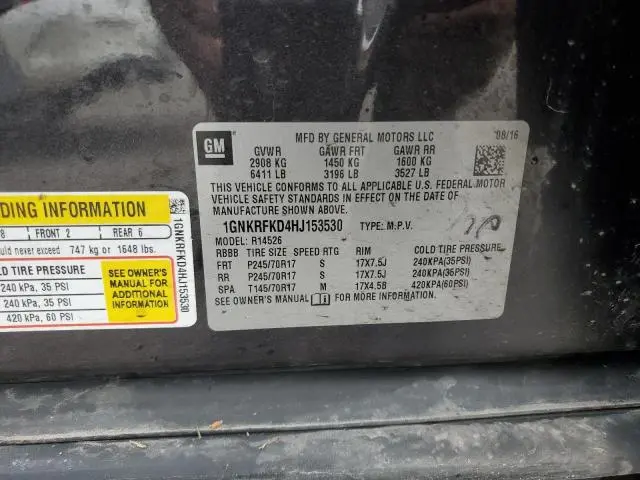 GM
MFD BY GENERAL MOTORS LLC 08/16
GVWR GAWR FRT GAWR RR
2908 KG 1450 KG 1600 KG
6411 LB 3196 LB 3527 LB
THIS VEHICLE CONFORMS TO ALL APPLICABLE U.S. FEDERAL MOTOR
VEHICLE SAFETY STANDARDS IN EFFECT ON THE DATE OF
MANUFACTURE SHOWN ABOVE.
1GNKRFKD4HJ153530 TYPE: M.P.V.
MODEL: R14526
RBBB TIRE SIZE SPEED RTG RIM COLD TIRE PRESSURE
FRT P245/70R17 S 17X7.5J 240KPA(35PSI)
RR P245/70R17 S 17X7.5J 240KPA(35PSI)
SPA T145/70R17 M 17X4.5B 420KPA(60PSI)
SEE OWNER'S MANUAL FOR MORE INFORMATION.
DING INFORMATION
8 FRONT 2 REAR 6
ould never exceed 747 kg or 1648 lbs.
LD TIRE PRESSURE
240 kPa, 35 PSI
240 kPa, 35 PSI
420 kPa, 60 PSI
SEE OWNER'S
MANUAL FOR
ADDITIONAL
INFORMATION
1GNKRFKD4HJ153530